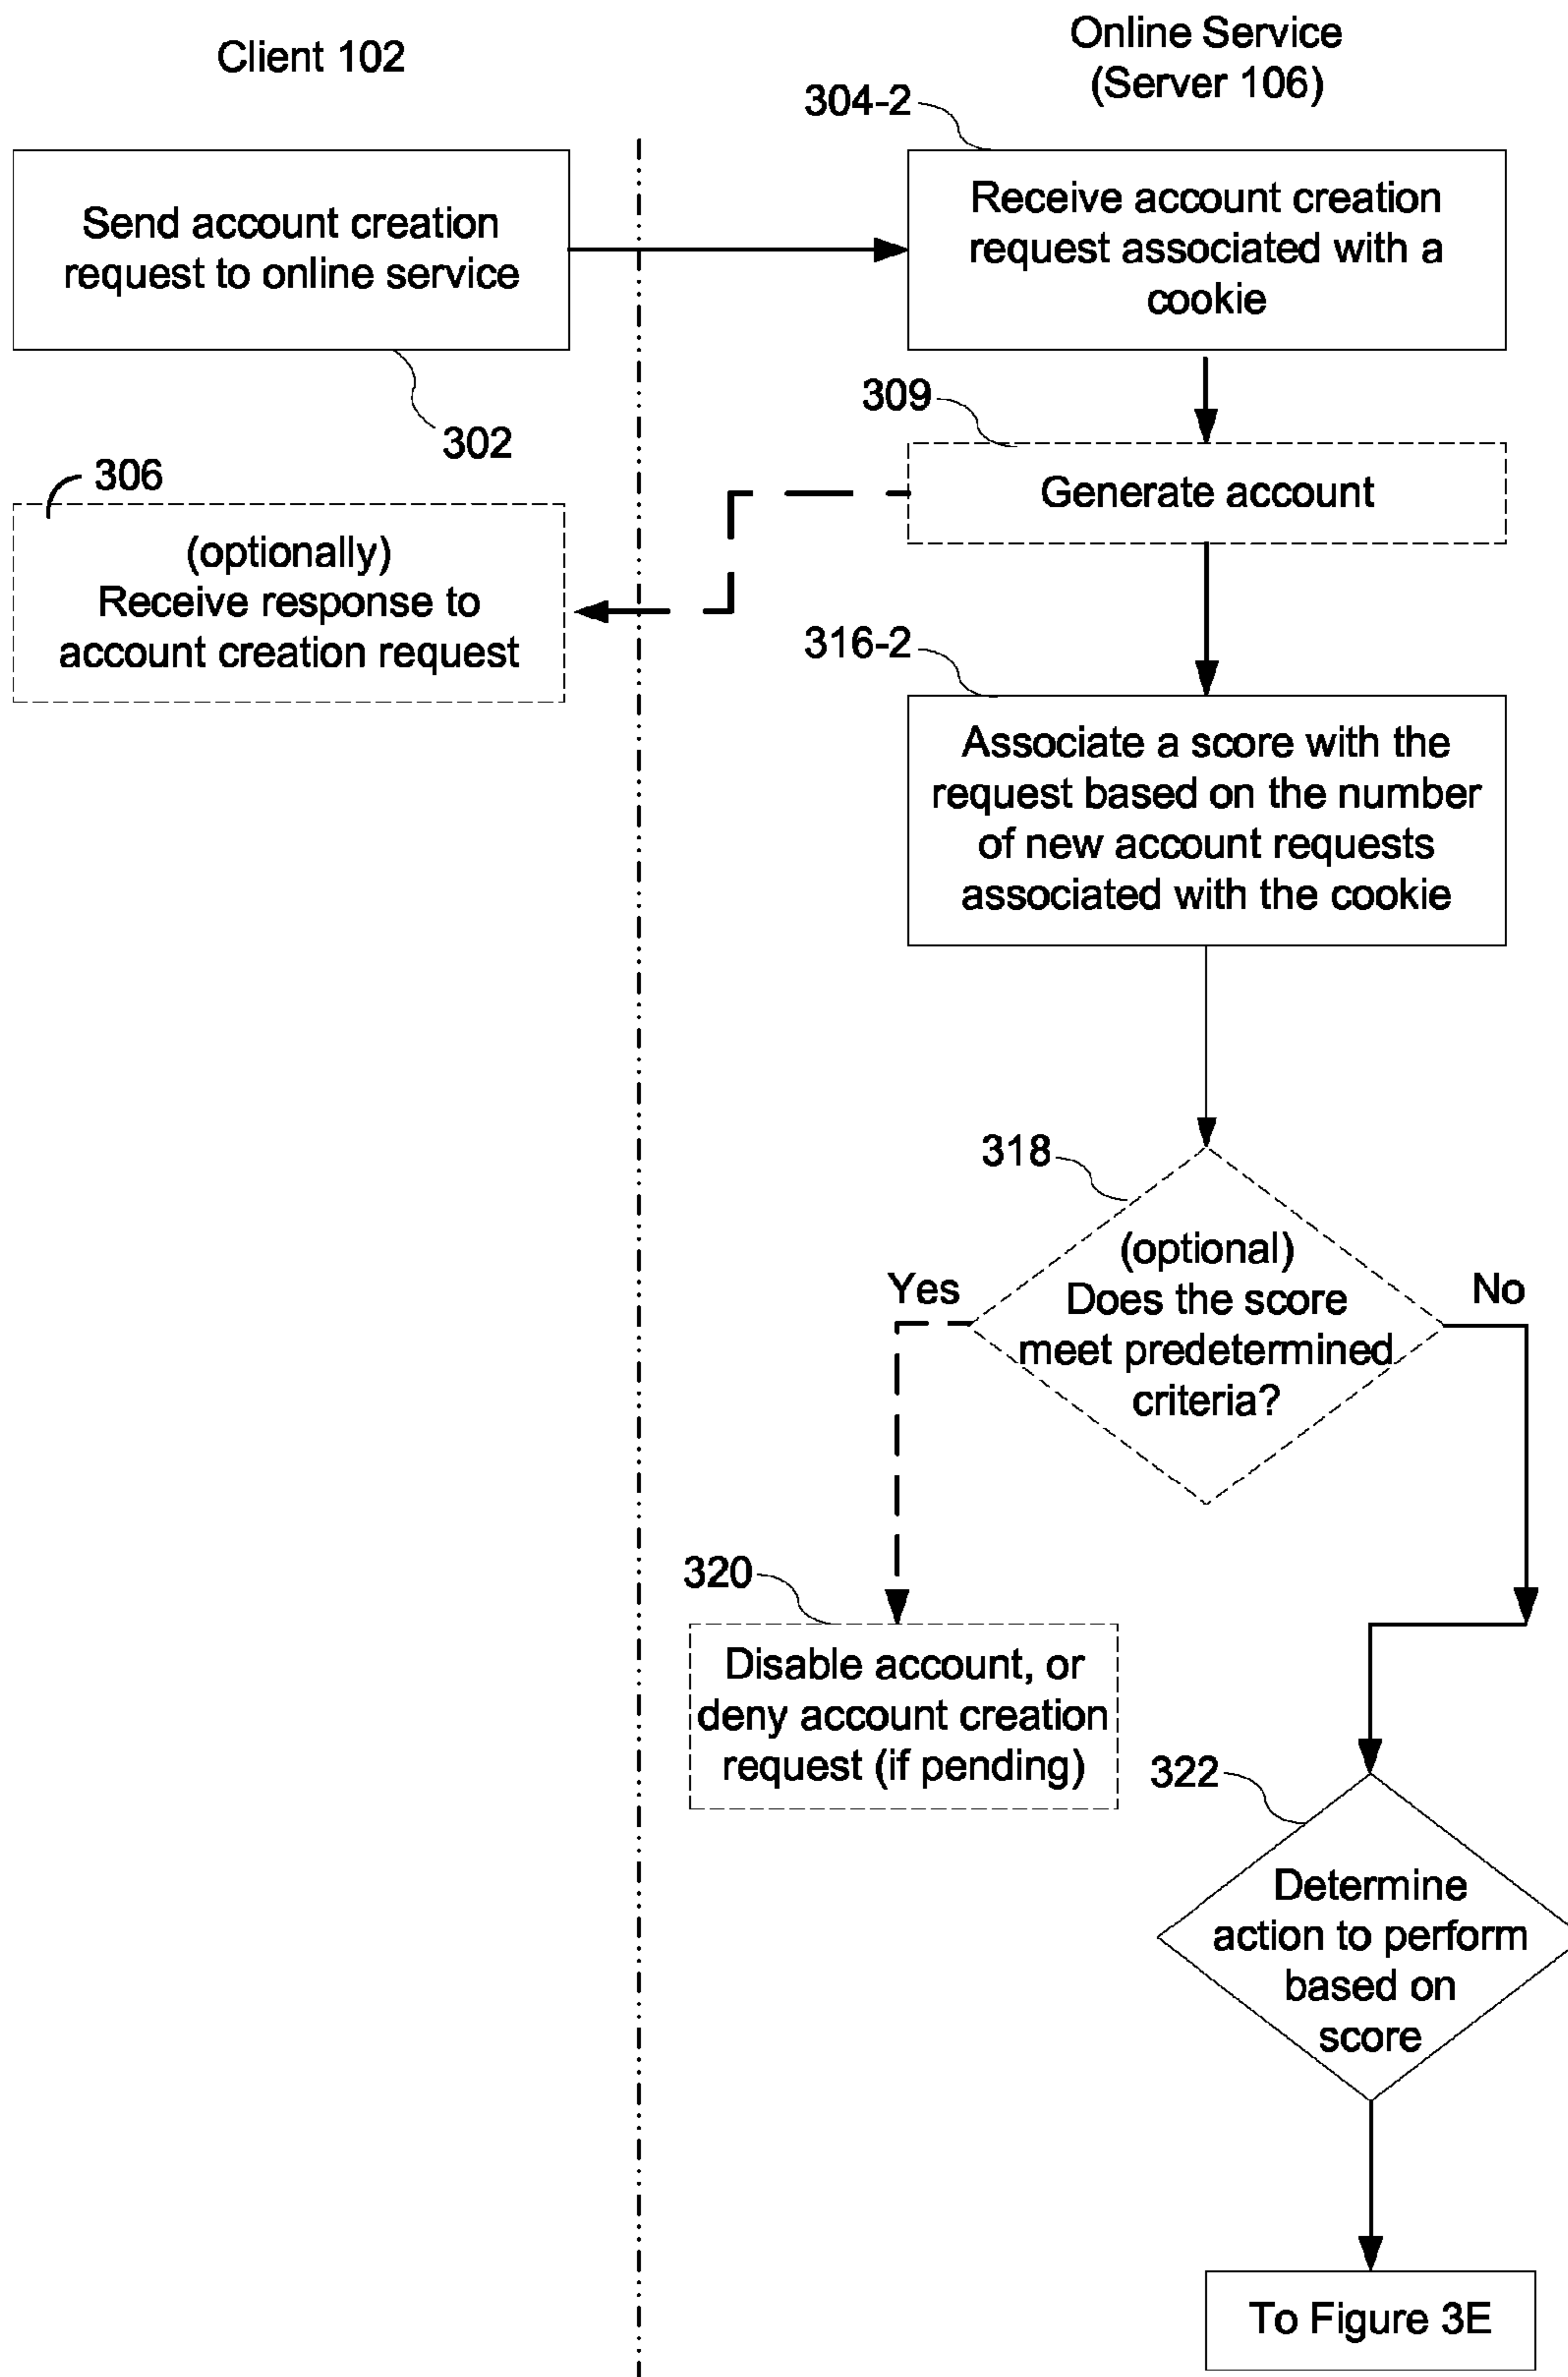 Client 102
Online Service
(Server 106)
304-2
Send account creation
request to online service
Receive account creation
request associated with a
cookie
302
309
Generate account
306
(optionally)
Receive response to
account creation request
316-2
Associate a score with the
request based on the number
of new account requests
associated with the cookie
318
(optional)
Does the score
meet predetermined
criteria?
Yes
No
320
Disable account, or
deny account creation
request (if pending)
322
Determine
action to perform
based on
score
To Figure 3E